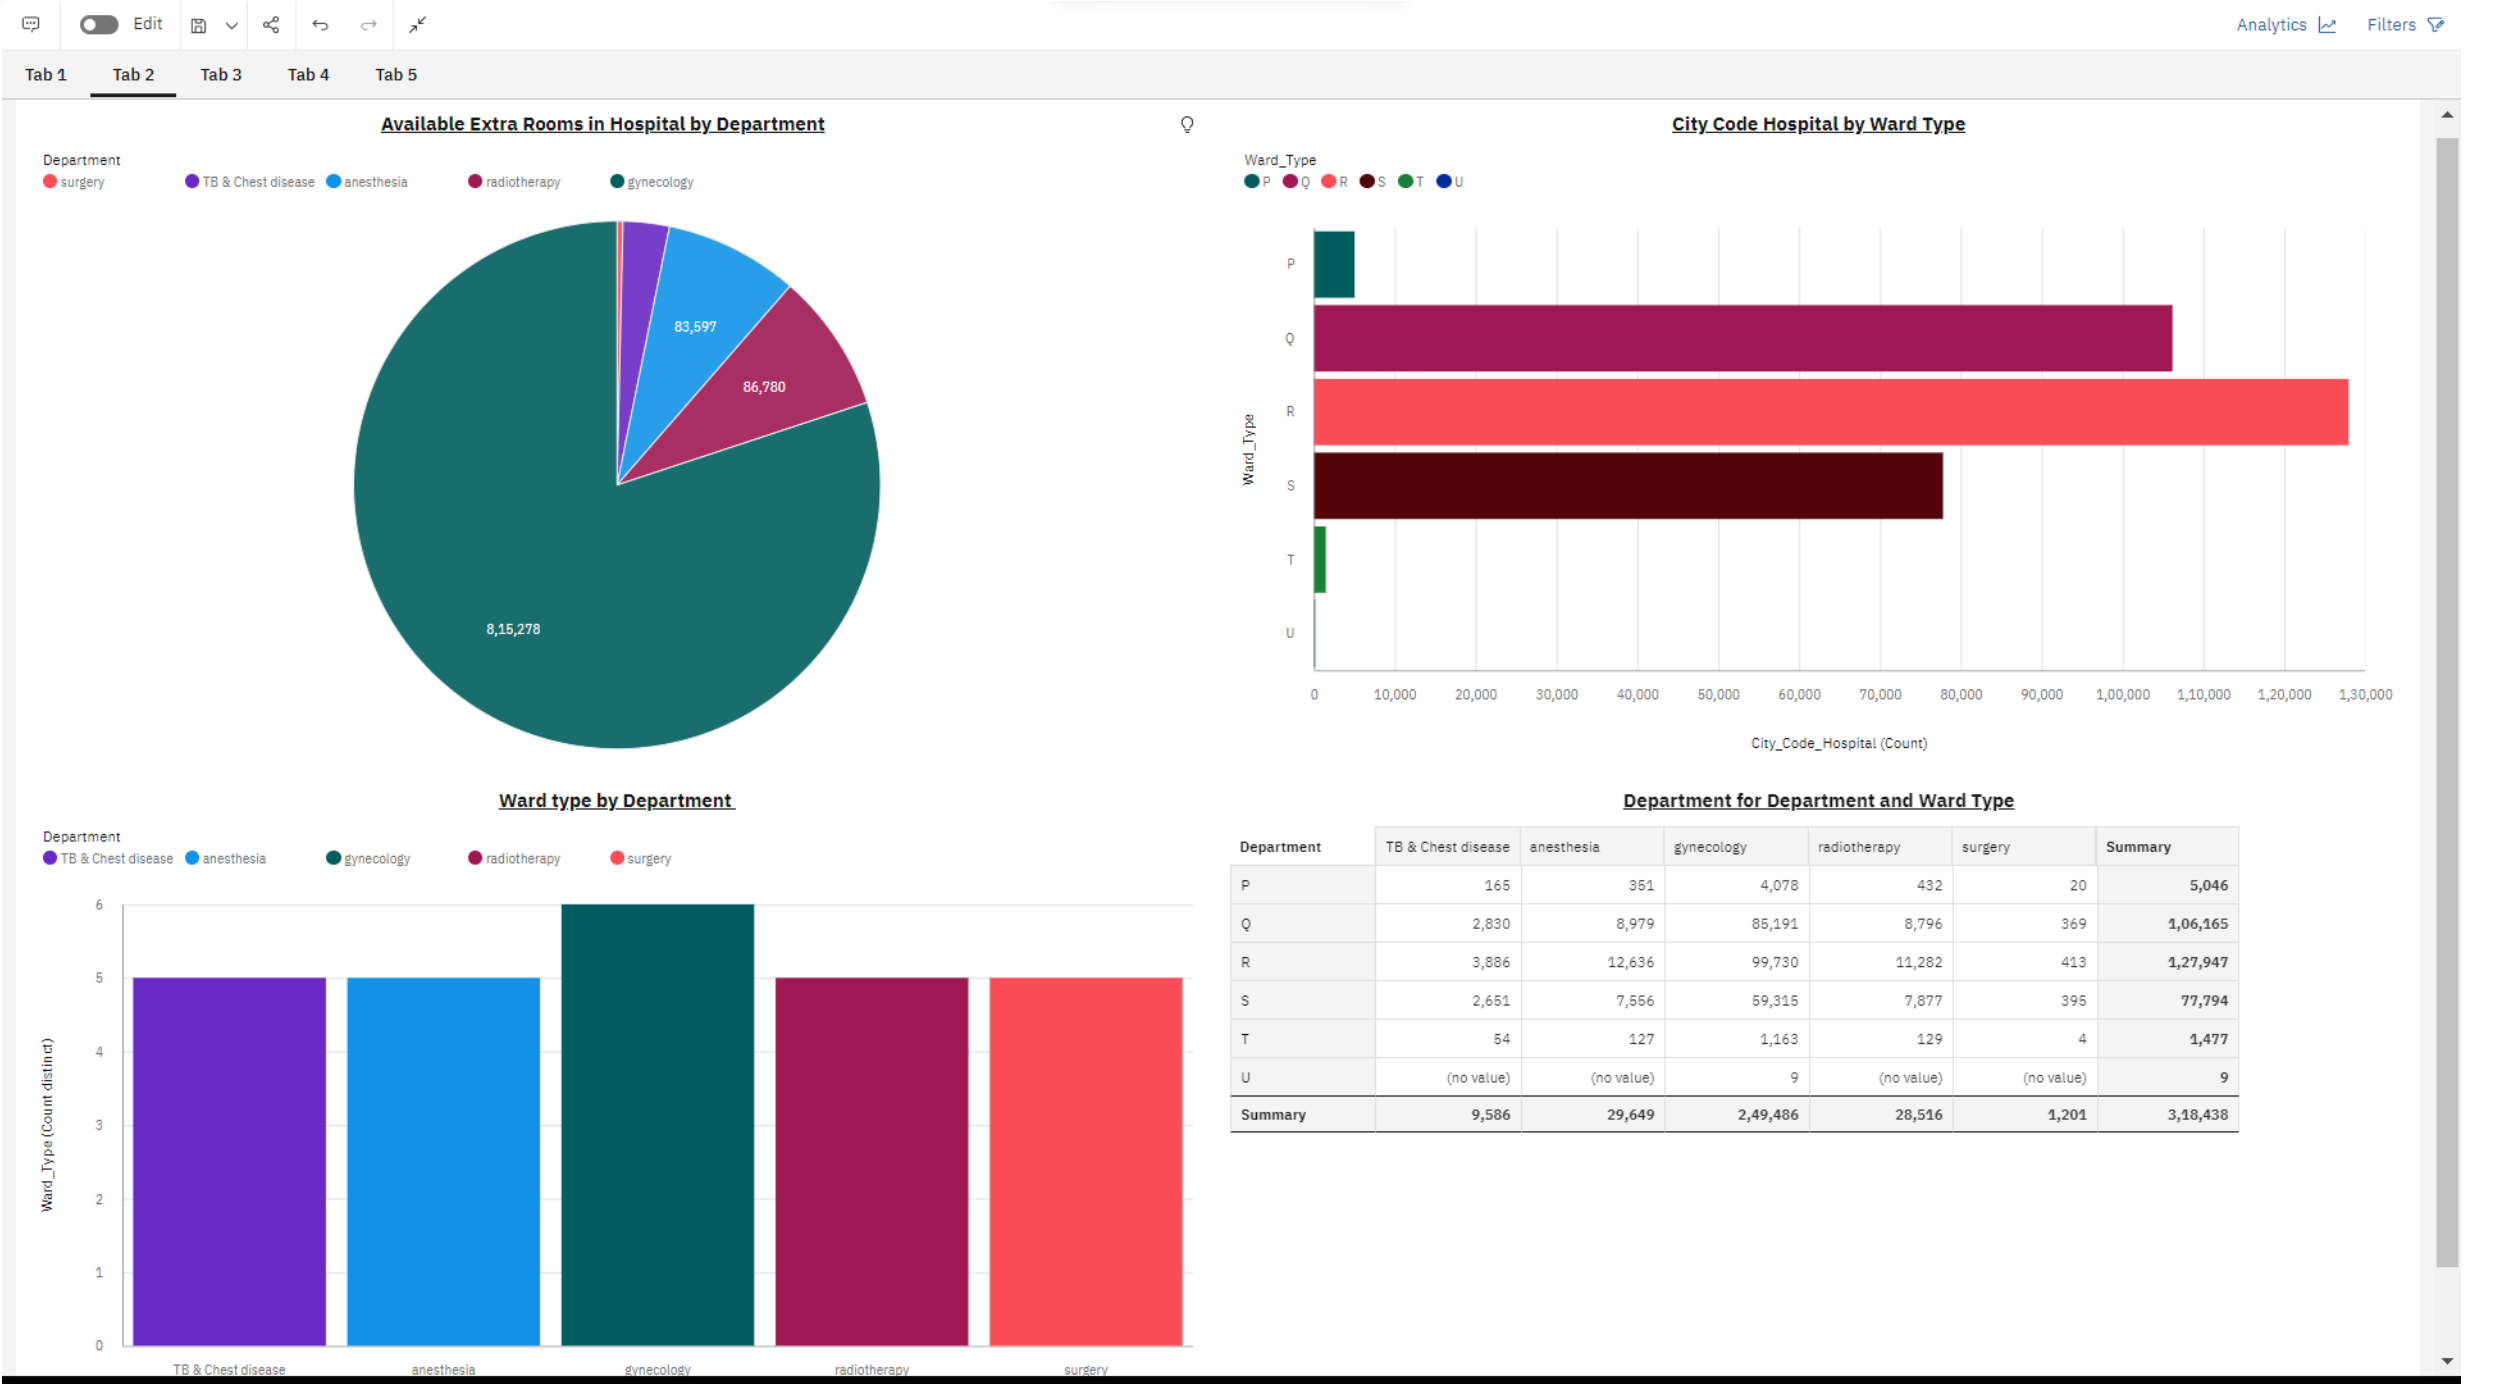 Edit
Analytics
Filters
Tab 1 Tab 2 Tab 3 Tab 4 Tab 5
Available Extra Rooms in Hospital by Department
Department
surgery TB & Chest disease anesthesia radiotherapy gynecology
83,597
86,780
8,15,278
City Code Hospital by Ward Type
Ward_Type
P Q R S T U
Ward_Type
P
Q
R
S
T
U
0 10,000 20,000 30,000 40,000 50,000 60,000 70,000 80,000 90,000 1,00,000 1,10,000 1,20,000 1,30,000
City_Code_Hospital (Count)
Ward type by Department
Department
TB & Chest disease anesthesia gynecology radiotherapy surgery
Ward_Type (Count distinct)
6
5
4
3
2
1
0
TB & Chest disease anesthesia gynecology radiotherapy surgery
Department for Department and Ward Type
Department TB & Chest disease anesthesia gynecology radiotherapy surgery Summary
P 165 351 4,078 432 20 5,046
Q 2,830 8,979 85,191 8,796 369 1,06,165
R 3,886 12,636 99,730 11,282 413 1,27,947
S 2,651 7,556 59,315 7,877 395 77,794
T 54 127 1,163 129 4 1,477
U (no value) (no value) 9 (no value) (no value) 9
Summary 9,586 29,649 2,49,486 28,516 1,201 3,18,438